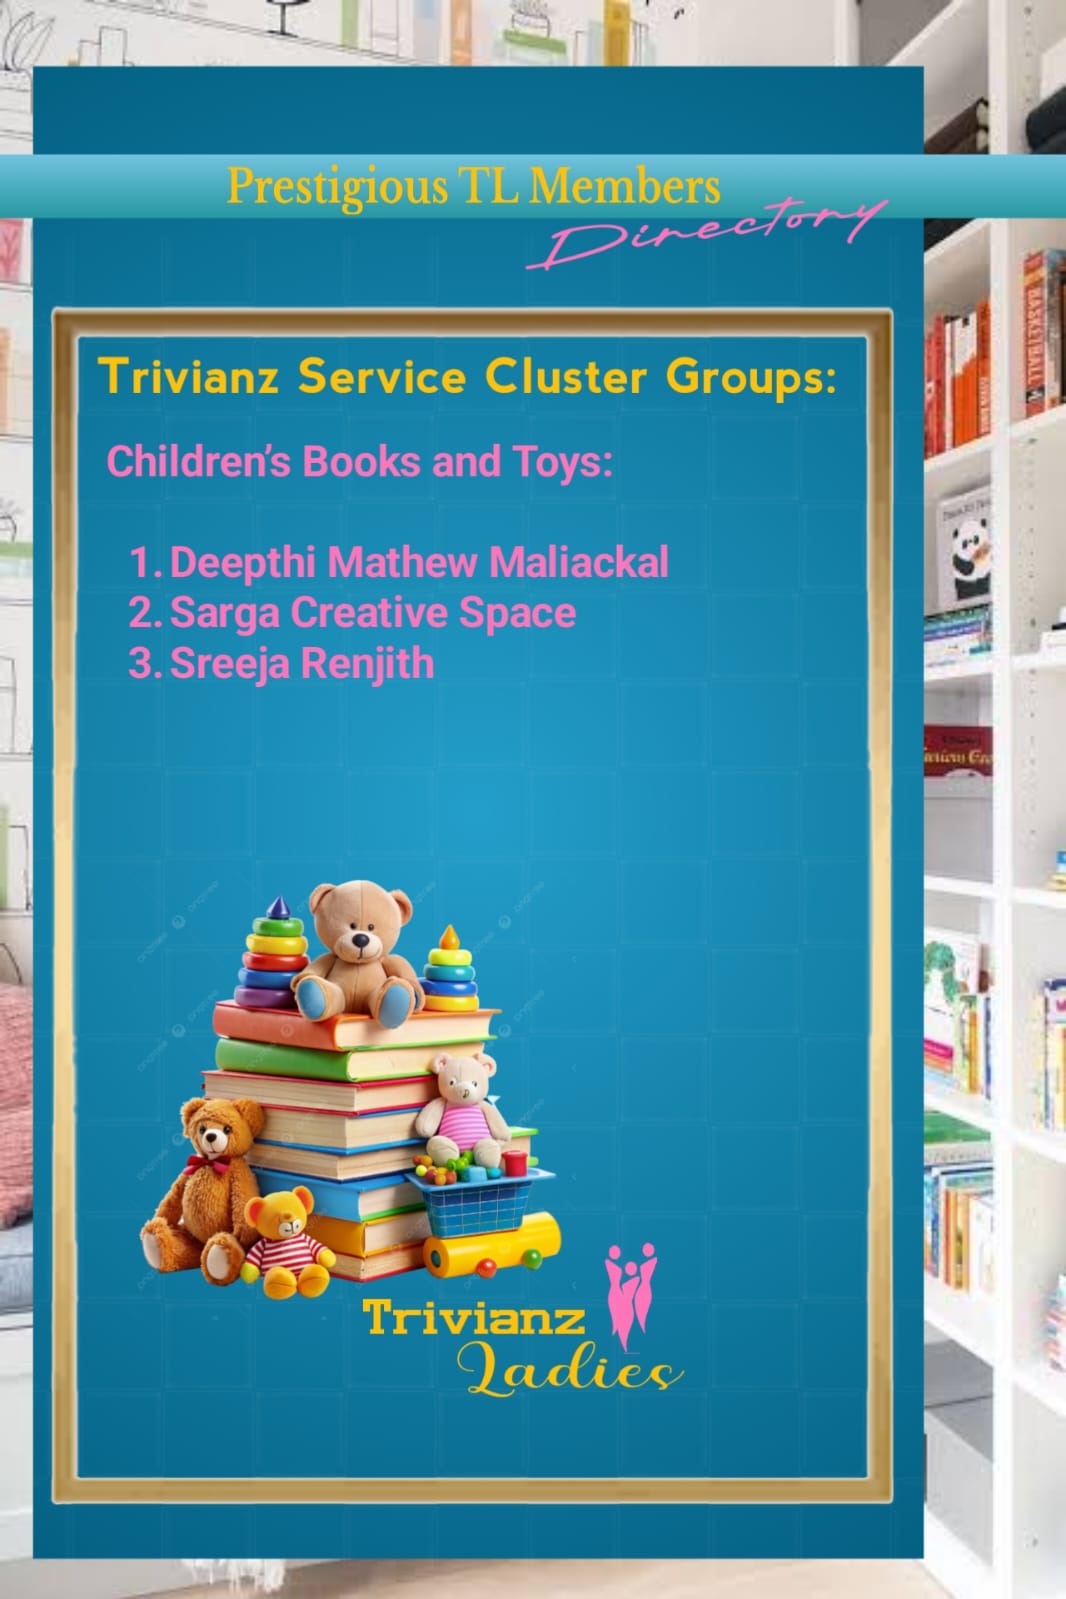 Prestigious TL Members
Directory
Trivianz Service Cluster Groups:
Children’s Books and Toys:
1. Deepthi Mathew Maliackal
2. Sarga Creative Space
3. Sreeja Renjith
BASKETBALL
Trivianz
Ladies